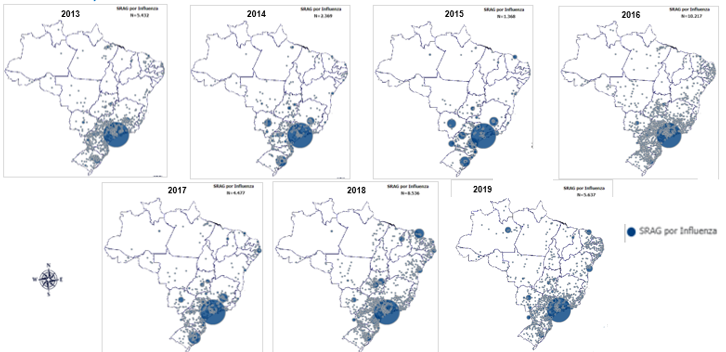 2013
SRAG por Influenza
N=5.432
2014
SRAG por Influenza
N=2.369
2015
SRAG por Influenza
N=1.368
2016
SRAG por Influenza
N=10.217
2017
SRAG por Influenza
N=4.477
2018
SRAG por Influenza
N=6.536
2019
SRAG por Influenza
N=5.637
SRAG por Influenza
N
W
E
S